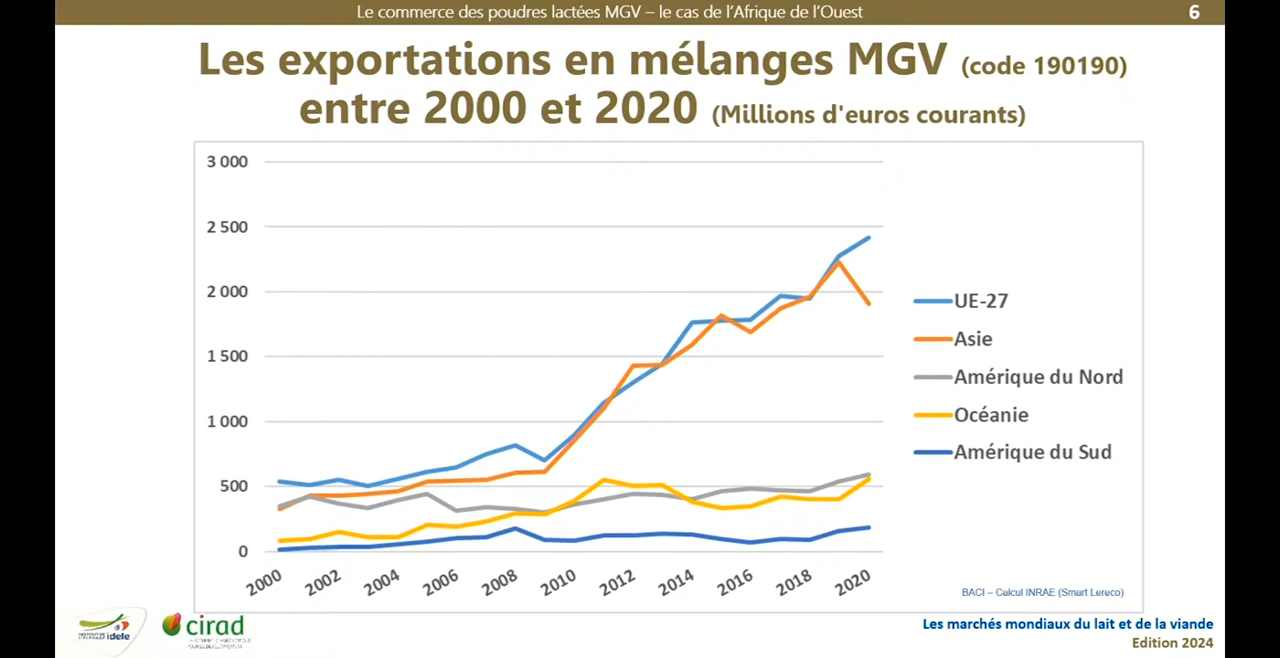 Le commerce des poudres lactées MGV – le cas de l'Afrique de l'Ouest
6
Les exportations en mélanges MGV (code 190190)
entre 2000 et 2020 (Millions d'euros courants)
3 000
2 500
2 000
1 500
1 000
500
0
2000
2002
2004
2006
2008
2010
2012
2014
2016
2018
2020
UE-27
Asie
Amérique du Nord
Océanie
Amérique du Sud
BACI – Calcul INRAE (Smart Lereco)
idele
cirad
Les marchés mondiaux du lait et de la viande
Edition 2024